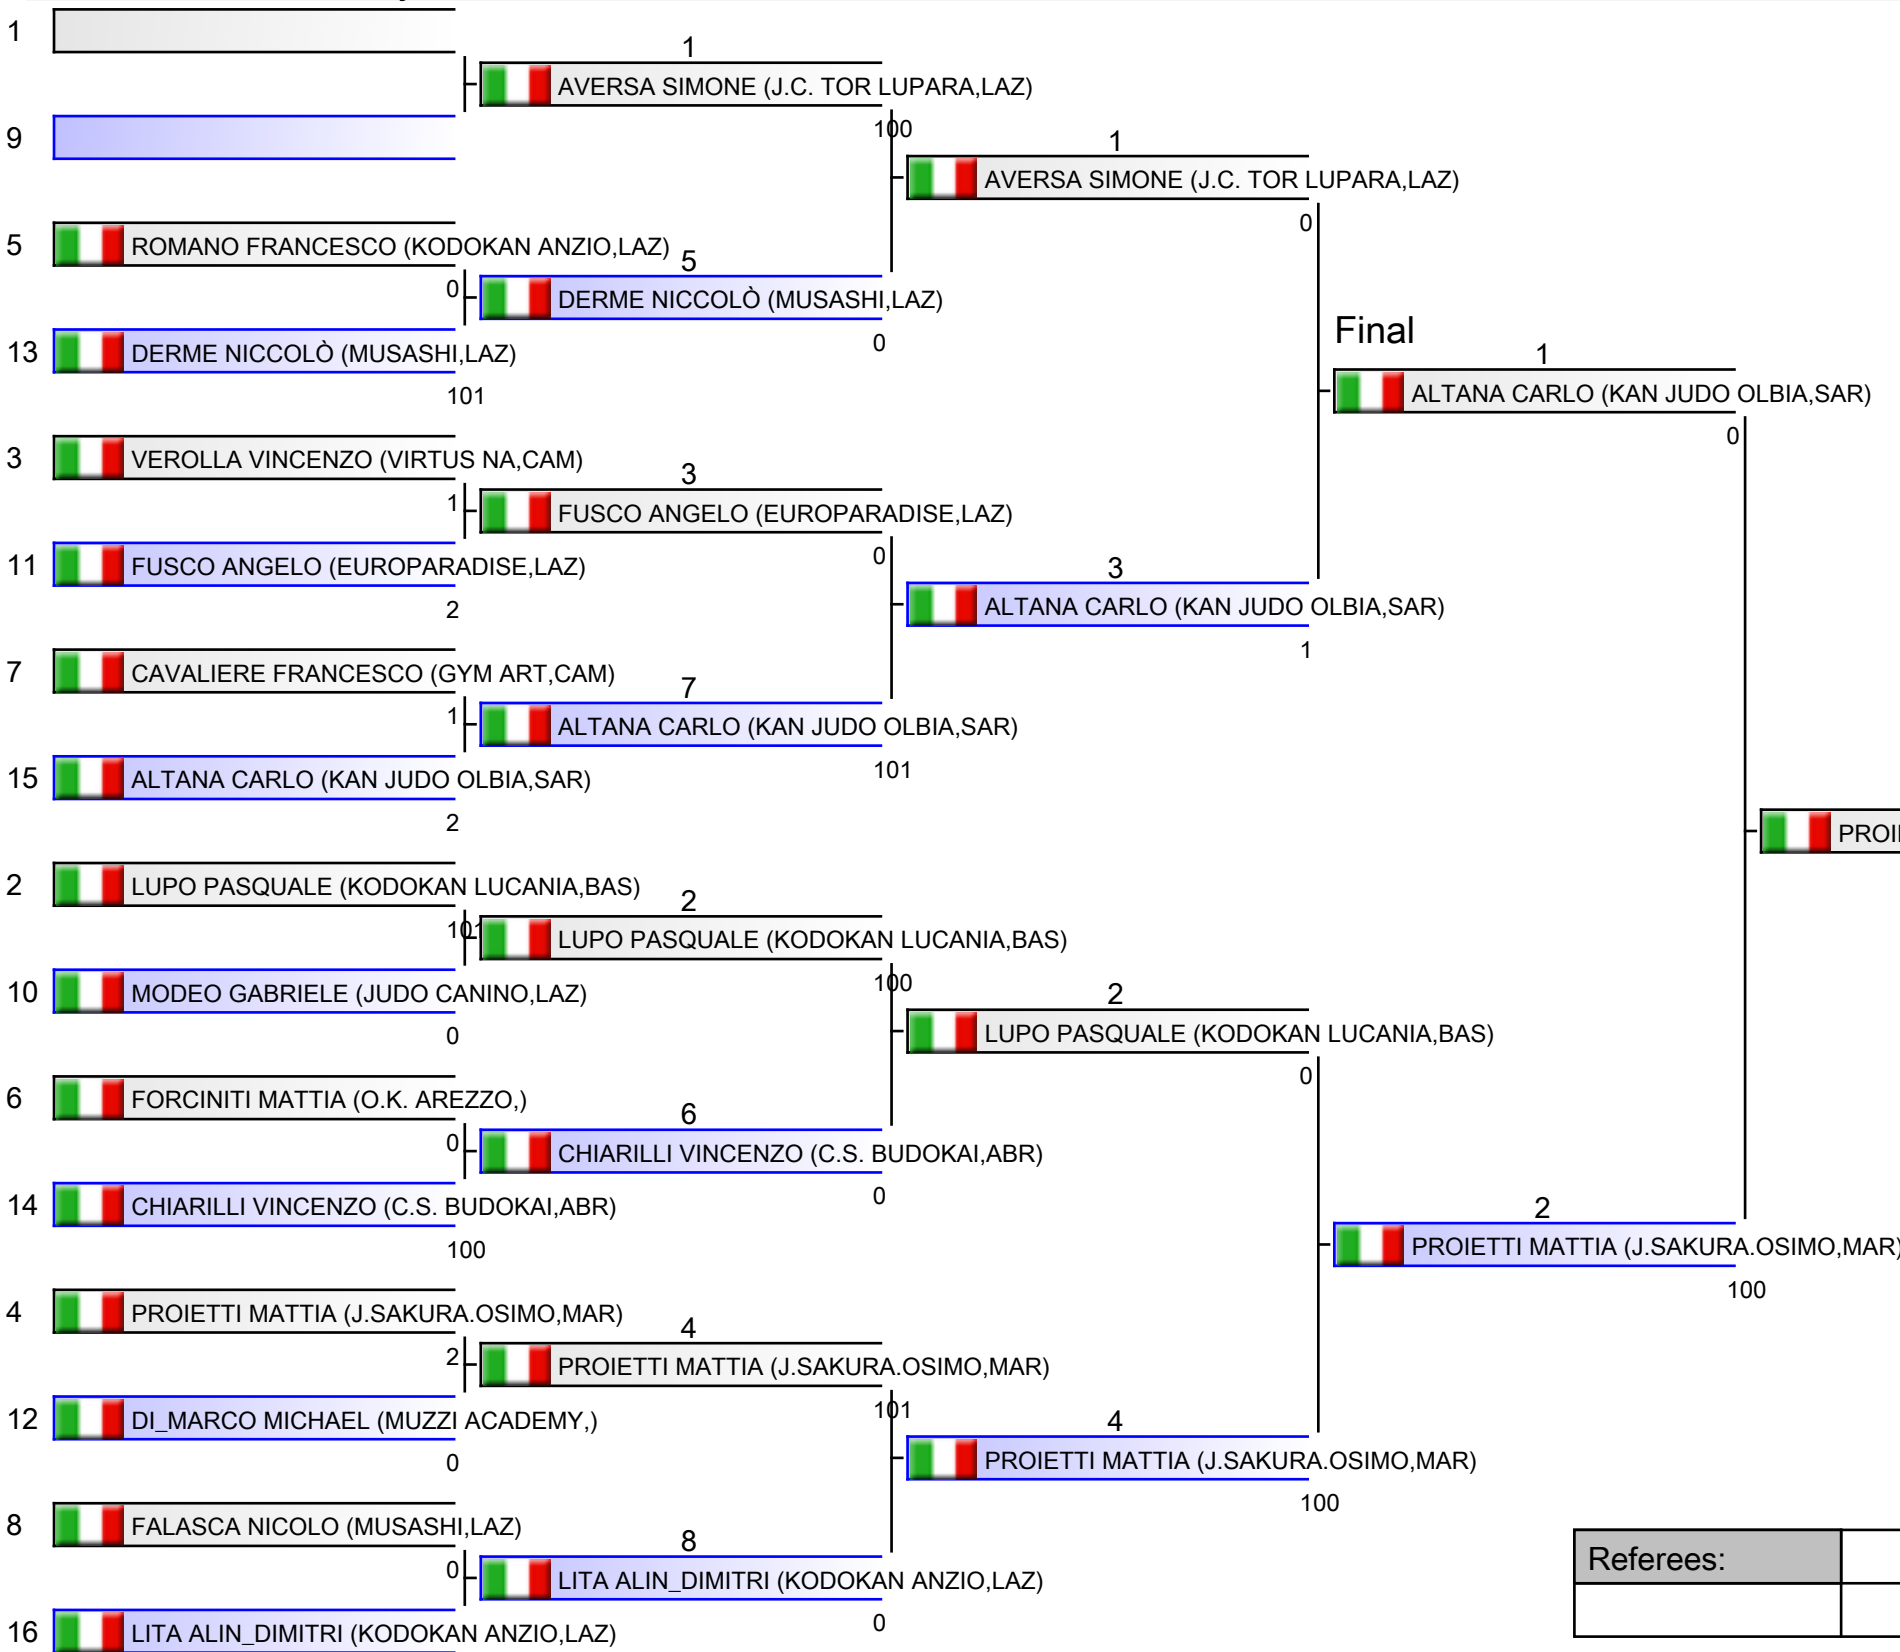 1
1
AVERSA SIMONE (J.C. TOR LUPARA,LAZ)
100
9
1
AVERSA SIMONE (J.C. TOR LUPARA,LAZ)
0
5
ROMANO FRANCESCO (KODOKAN ANZIO,LAZ)
0
5
DERME NICCOLÒ (MUSASHI,LAZ)
0
13
DERME NICCOLÒ (MUSASHI,LAZ)
101
Final
1
ALTANA CARLO (KAN JUDO OLBIA,SAR)
0
3
VEROLLA VINCENZO (VIRTUS NA,CAM)
1
3
FUSCO ANGELO (EUROPARADISE,LAZ)
0
11
FUSCO ANGELO (EUROPARADISE,LAZ)
2
3
ALTANA CARLO (KAN JUDO OLBIA,SAR)
1
7
CAVALIERE FRANCESCO (GYM ART,CAM)
1
7
ALTANA CARLO (KAN JUDO OLBIA,SAR)
101
15
ALTANA CARLO (KAN JUDO OLBIA,SAR)
2
2
LUPO PASQUALE (KODOKAN LUCANIA,BAS)
101
2
LUPO PASQUALE (KODOKAN LUCANIA,BAS)
100
10
MODEO GABRIELE (JUDO CANINO,LAZ)
0
2
LUPO PASQUALE (KODOKAN LUCANIA,BAS)
0
6
FORCINITI MATTIA (O.K. AREZZO,)
0
6
CHIARILLI VINCENZO (C.S. BUDOKAI,ABR)
0
14
CHIARILLI VINCENZO (C.S. BUDOKAI,ABR)
100
2
PROIETTI MATTIA (J.SAKURA.OSIMO,MAR)
100
4
PROIETTI MATTIA (J.SAKURA.OSIMO,MAR)
2
4
PROIETTI MATTIA (J.SAKURA.OSIMO,MAR)
101
12
DI_MARCO MICHAEL (MUZZI ACADEMY,)
0
4
PROIETTI MATTIA (J.SAKURA.OSIMO,MAR)
100
8
FALASCA NICOLO (MUSASHI,LAZ)
0
8
LITA ALIN_DIMITRI (KODOKAN ANZIO,LAZ)
0
16
LITA ALIN_DIMITRI (KODOKAN ANZIO,LAZ)
Referees: